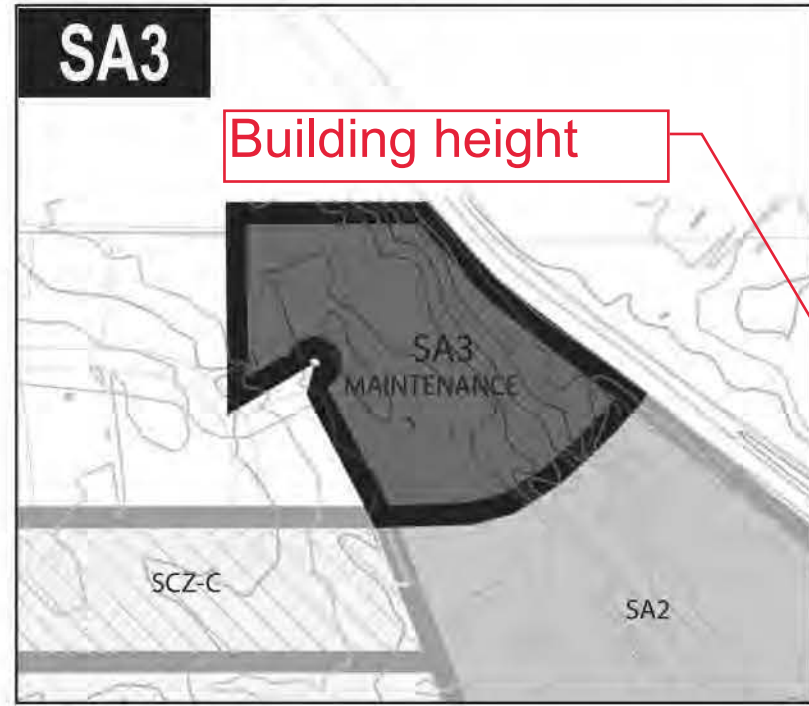 SA3
Building height
SA3
MAINTENANCE
SCZ-C
SA2